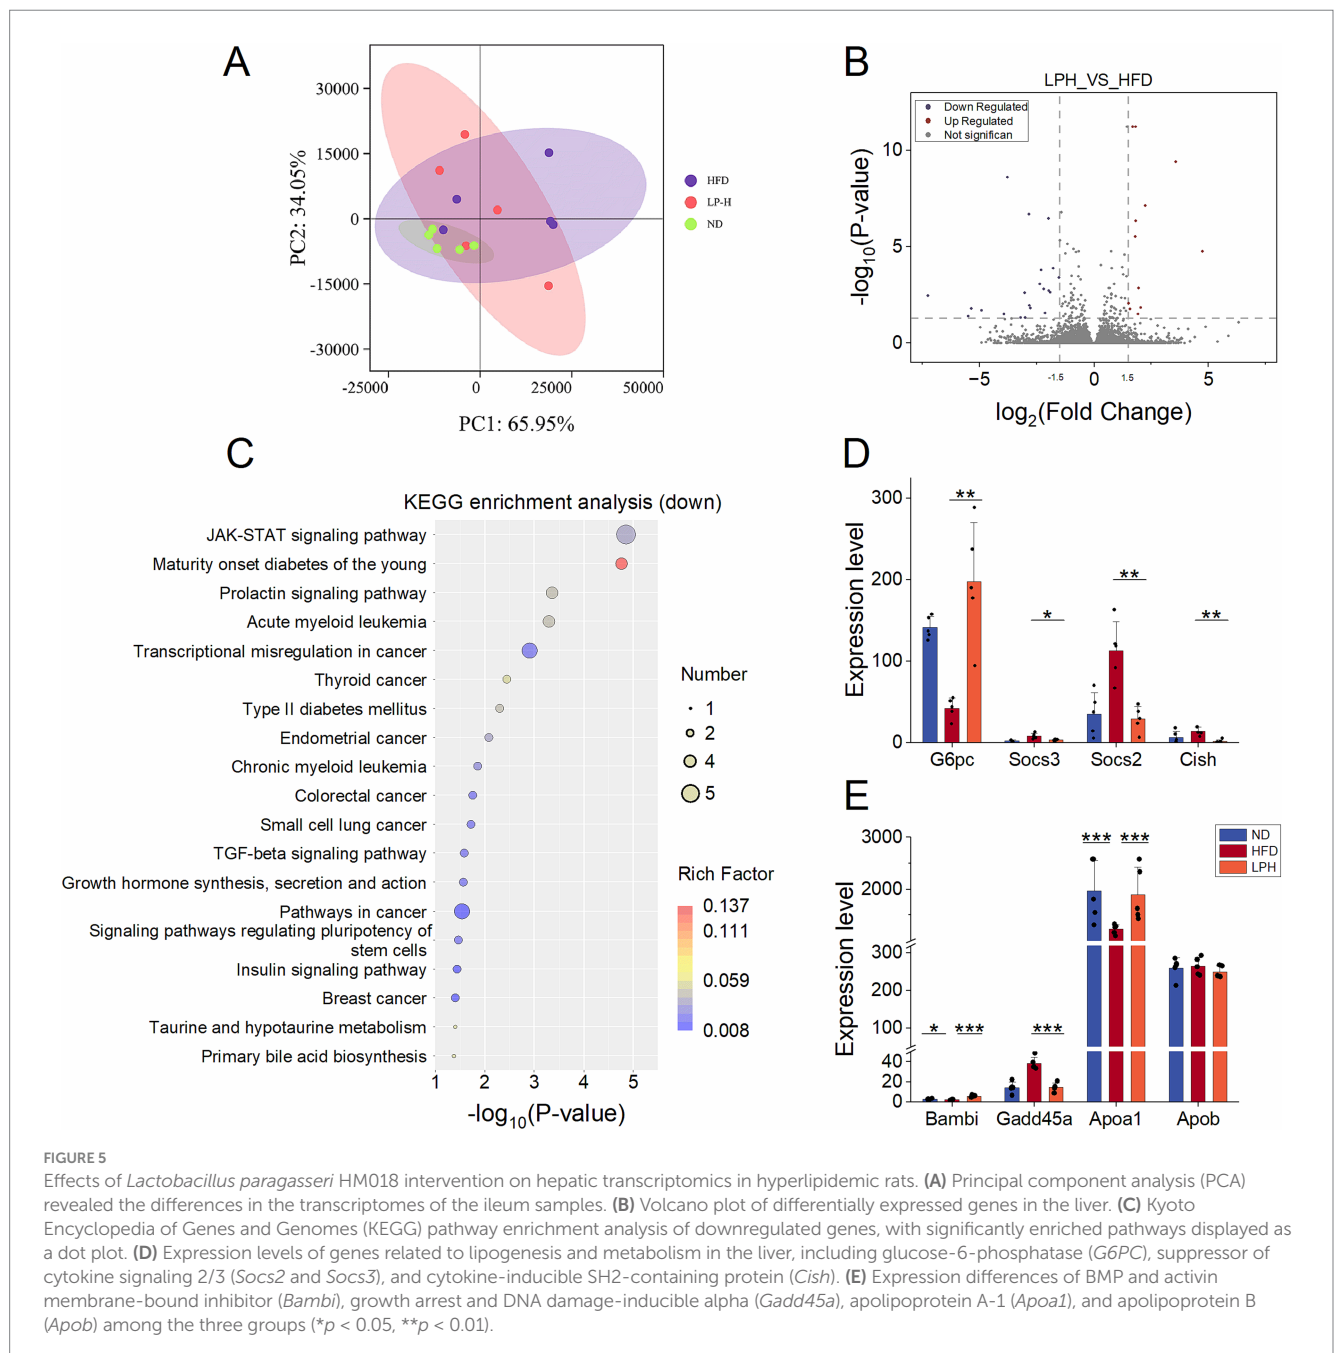 A
30000
15000
0
-15000
-30000
PC2: 34.05%
-25000 0 25000 50000
PC1: 65.95%
HFD
LP-H
ND
B
LPH_VS_HFD
Down Regulated
Up Regulated
Not significan
10
5
0
-log10(P-value)
−5 -1.5 0 1.5 5
log2(Fold Change)
C
KEGG enrichment analysis (down)
JAK-STAT signaling pathway
Maturity onset diabetes of the young
Prolactin signaling pathway
Acute myeloid leukemia
Transcriptional misregulation in cancer
Thyroid cancer
Type II diabetes mellitus
Endometrial cancer
Chronic myeloid leukemia
Colorectal cancer
Small cell lung cancer
TGF-beta signaling pathway
Growth hormone synthesis, secretion and action
Pathways in cancer
Signaling pathways regulating pluripotency of
stem cells
Insulin signaling pathway
Breast cancer
Taurine and hypotaurine metabolism
Primary bile acid biosynthesis
1 2 3 4 5
-log10(P-value)
Number
1
2
4
5
Rich Factor
0.137
0.111
0.059
0.008
D
300
200
100
0
Expression level
** * ** **
G6pc Socs3 Socs2 Cish
E
3000
2000
300
200
100
40
20
0
Expression level
* *** *** *** ***
ND
HFD
LPH
Bambi Gadd45a Apoa1 Apob
FIGURE 5
Effects of Lactobacillus paragasseri HM018 intervention on hepatic transcriptomics in hyperlipidemic rats. (A) Principal component analysis (PCA)
revealed the differences in the transcriptomes of the ileum samples. (B) Volcano plot of differentially expressed genes in the liver. (C) Kyoto
Encyclopedia of Genes and Genomes (KEGG) pathway enrichment analysis of downregulated genes, with significantly enriched pathways displayed as
a dot plot. (D) Expression levels of genes related to lipogenesis and metabolism in the liver, including glucose-6-phosphatase (G6PC), suppressor of
cytokine signaling 2/3 (Socs2 and Socs3), and cytokine-inducible SH2-containing protein (Cish). (E) Expression differences of BMP and activin
membrane-bound inhibitor (Bambi), growth arrest and DNA damage-inducible alpha (Gadd45a), apolipoprotein A-1 (Apoa1), and apolipoprotein B
(Apob) among the three groups (*p < 0.05, **p < 0.01).